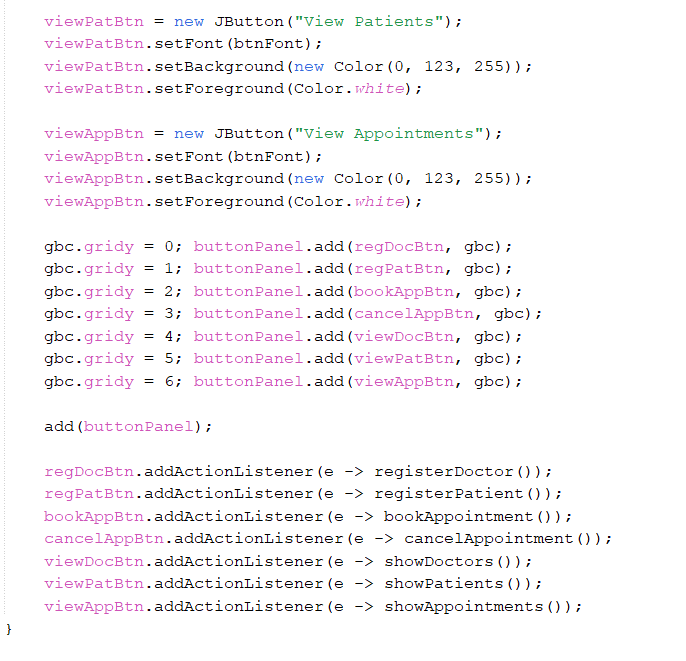 viewPatBtn = new JButton("View Patients");
viewPatBtn.setFont(btnFont);
viewPatBtn.setBackground(new Color(0, 123, 255));
viewPatBtn.setForeground(Color.white);
viewAppBtn = new JButton("View Appointments");
viewAppBtn.setFont(btnFont);
viewAppBtn.setBackground(new Color(0, 123, 255));
viewAppBtn.setForeground(Color.white);
gbc.gridy = 0; buttonPanel.add(regDocBtn, gbc);
gbc.gridy = 1; buttonPanel.add(regPatBtn, gbc);
gbc.gridy = 2; buttonPanel.add(bookAppBtn, gbc);
gbc.gridy = 3; buttonPanel.add(cancelAppBtn, gbc);
gbc.gridy = 4; buttonPanel.add(viewDocBtn, gbc);
gbc.gridy = 5; buttonPanel.add(viewPatBtn, gbc);
gbc.gridy = 6; buttonPanel.add(viewAppBtn, gbc);
add(buttonPanel);
regDocBtn.addActionListener(e -> registerDoctor());
regPatBtn.addActionListener(e -> registerPatient());
bookAppBtn.addActionListener(e -> bookAppointment());
cancelAppBtn.addActionListener(e -> cancelAppointment());
viewDocBtn.addActionListener(e -> showDoctors());
viewPatBtn.addActionListener(e -> showPatients());
viewAppBtn.addActionListener(e -> showAppointments());
}